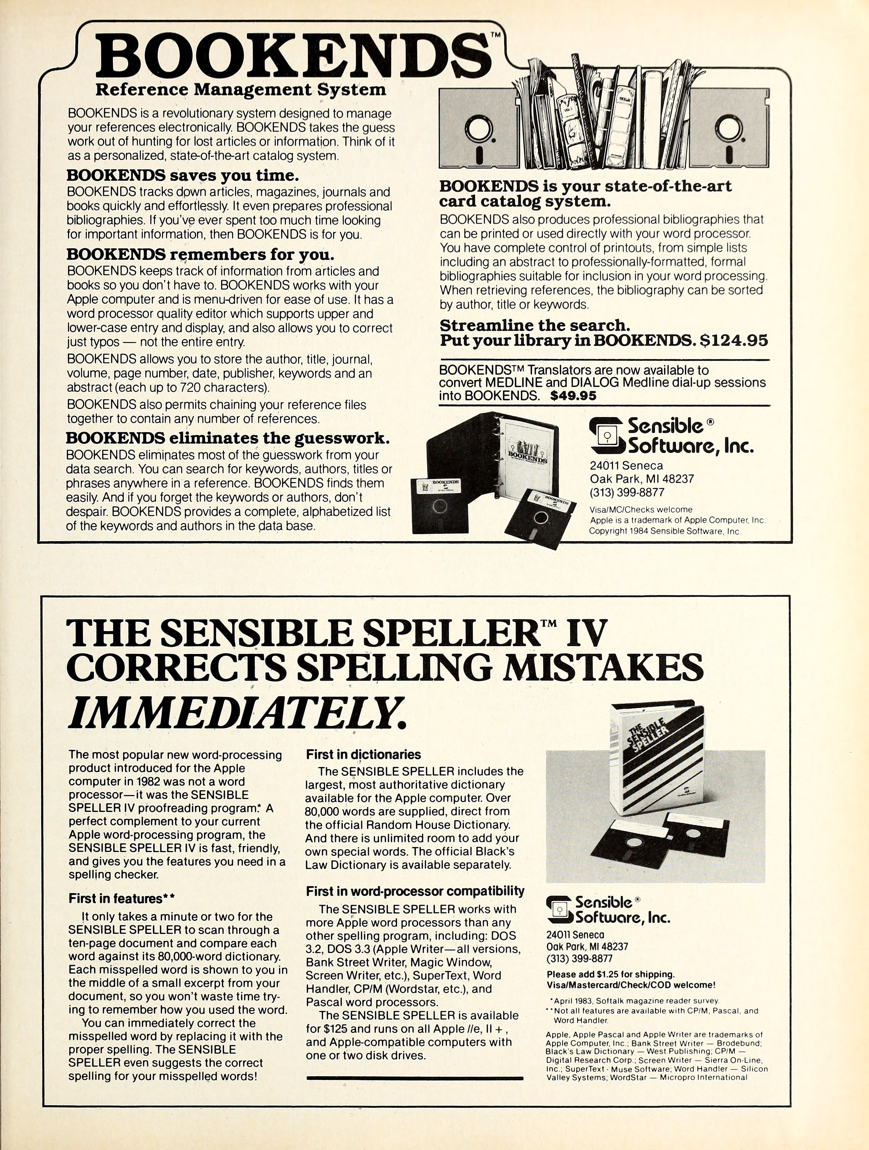 BOOKENDS™
Reference Management System
BOOKENDS is a revolutionary system designed to manage
your references electronically. BOOKENDS takes the guess
work out of hunting for lost articles or information. Think of it
as a personalized, state-of-the-art catalog system.
BOOKENDS saves you time.
BOOKENDS tracks down articles, magazines, journals and
books quickly and effortlessly. It even prepares professional
bibliographies. If you've ever spent too much time looking
for important information, then BOOKENDS is for you.
BOOKENDS remembers for you.
BOOKENDS keeps track of information from articles and
books so you don't have to. BOOKENDS works with your
Apple computer and is menu-driven for ease of use. It has a
word processor quality editor which supports upper and
lower-case entry and display, and also allows you to correct
just typos — not the entire entry.
BOOKENDS allows you to store the author, title, journal,
volume, page number, date, publisher, keywords and an
abstract (each up to 720 characters).
BOOKENDS also permits chaining your reference files
together to contain any number of references.
BOOKENDS eliminates the guesswork.
BOOKENDS eliminates most of the guesswork from your
data search. You can search for keywords, authors, titles or
phrases anywhere in a reference. BOOKENDS finds them
easily. And if you forget the keywords or authors, don't
despair. BOOKENDS provides a complete, alphabetized list
of the keywords and authors in the data base.
BOOKENDS is your state-of-the-art
card catalog system.
BOOKENDS also produces professional bibliographies that
can be printed or used directly with your word processor.
You have complete control of printouts, from simple lists
including an abstract to professionally-formatted, formal
bibliographies suitable for inclusion in your word processing.
When retrieving references, the bibliography can be sorted
by author, title or keywords.
Streamline the search.
Put your library in BOOKENDS. $124.95
BOOKENDS™ Translators are now available to
convert MEDLINE and DIALOG Medline dial-up sessions
into BOOKENDS. $49.95
BOOKENDS
BOOKENDS
BOOKENDS
Sensible®
Software, Inc.
24011 Seneca
Oak Park, MI 48237
(313) 399-8877
Visa/MC/Checks welcome
Apple is a trademark of Apple Computer, Inc.
Copyright 1984 Sensible Software, Inc.
THE SENSIBLE SPELLER™ IV
CORRECTS SPELLING MISTAKES
IMMEDIATELY.
The most popular new word-processing
product introduced for the Apple
computer in 1982 was not a word
processor—it was the SENSIBLE
SPELLER IV proofreading program.* A
perfect complement to your current
Apple word-processing program, the
SENSIBLE SPELLER IV is fast, friendly,
and gives you the features you need in a
spelling checker.
First in features**
It only takes a minute or two for the
SENSIBLE SPELLER to scan through a
ten-page document and compare each
word against its 80,000-word dictionary.
Each misspelled word is shown to you in
the middle of a small excerpt from your
document, so you won't waste time try-
ing to remember how you used the word.
You can immediately correct the
misspelled word by replacing it with the
proper spelling. The SENSIBLE
SPELLER even suggests the correct
spelling for your misspelled words!
First in dictionaries
The SENSIBLE SPELLER includes the
largest, most authoritative dictionary
available for the Apple computer. Over
80,000 words are supplied, direct from
the official Random House Dictionary.
And there is unlimited room to add your
own special words. The official Black's
Law Dictionary is available separately.
First in word-processor compatibility
The SENSIBLE SPELLER works with
more Apple word processors than any
other spelling program, including: DOS
3.2, DOS 3.3 (Apple Writer—all versions,
Bank Street Writer, Magic Window,
Screen Writer, etc.), SuperText, Word
Handler, CP/M (Wordstar, etc.), and
Pascal word processors.
The SENSIBLE SPELLER is available
for $125 and runs on all Apple //e, II +,
and Apple-compatible computers with
one or two disk drives.
THE
SENSIBLE
SPELLER
Sensible®
Software, Inc.
24011 Seneca
Oak Park, MI 48237
(313) 399-8877
Please add $1.25 for shipping.
Visa/Mastercard/Check/COD welcome!
*April 1983, Softalk magazine reader survey.
**Not all features are available with CP/M, Pascal, and
Word Handler.
Apple, Apple Pascal and Apple Writer are trademarks of
Apple Computer, Inc.; Bank Street Writer — Brodebund;
Black's Law Dictionary — West Publishing; CP/M —
Digital Research Corp.; Screen Writer — Sierra On-Line,
Inc.; SuperText - Muse Software; Word Handler — Silicon
Valley Systems; WordStar — Micropro International